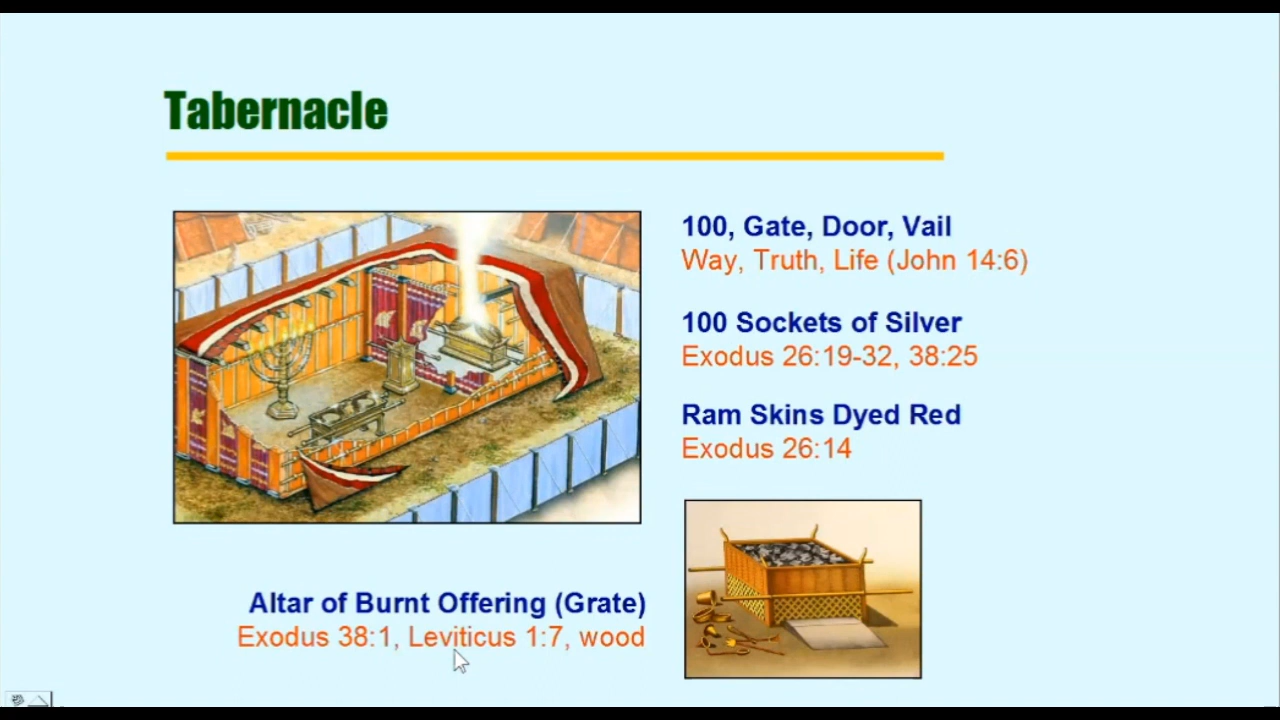 Tabernacle
100, Gate, Door, Vail
Way, Truth, Life (John 14:6)
100 Sockets of Silver
Exodus 26:19-32, 38:25
Ram Skins Dyed Red
Exodus 26:14
Altar of Burnt Offering (Grate)
Exodus 38:1, Leviticus 1:7, wood